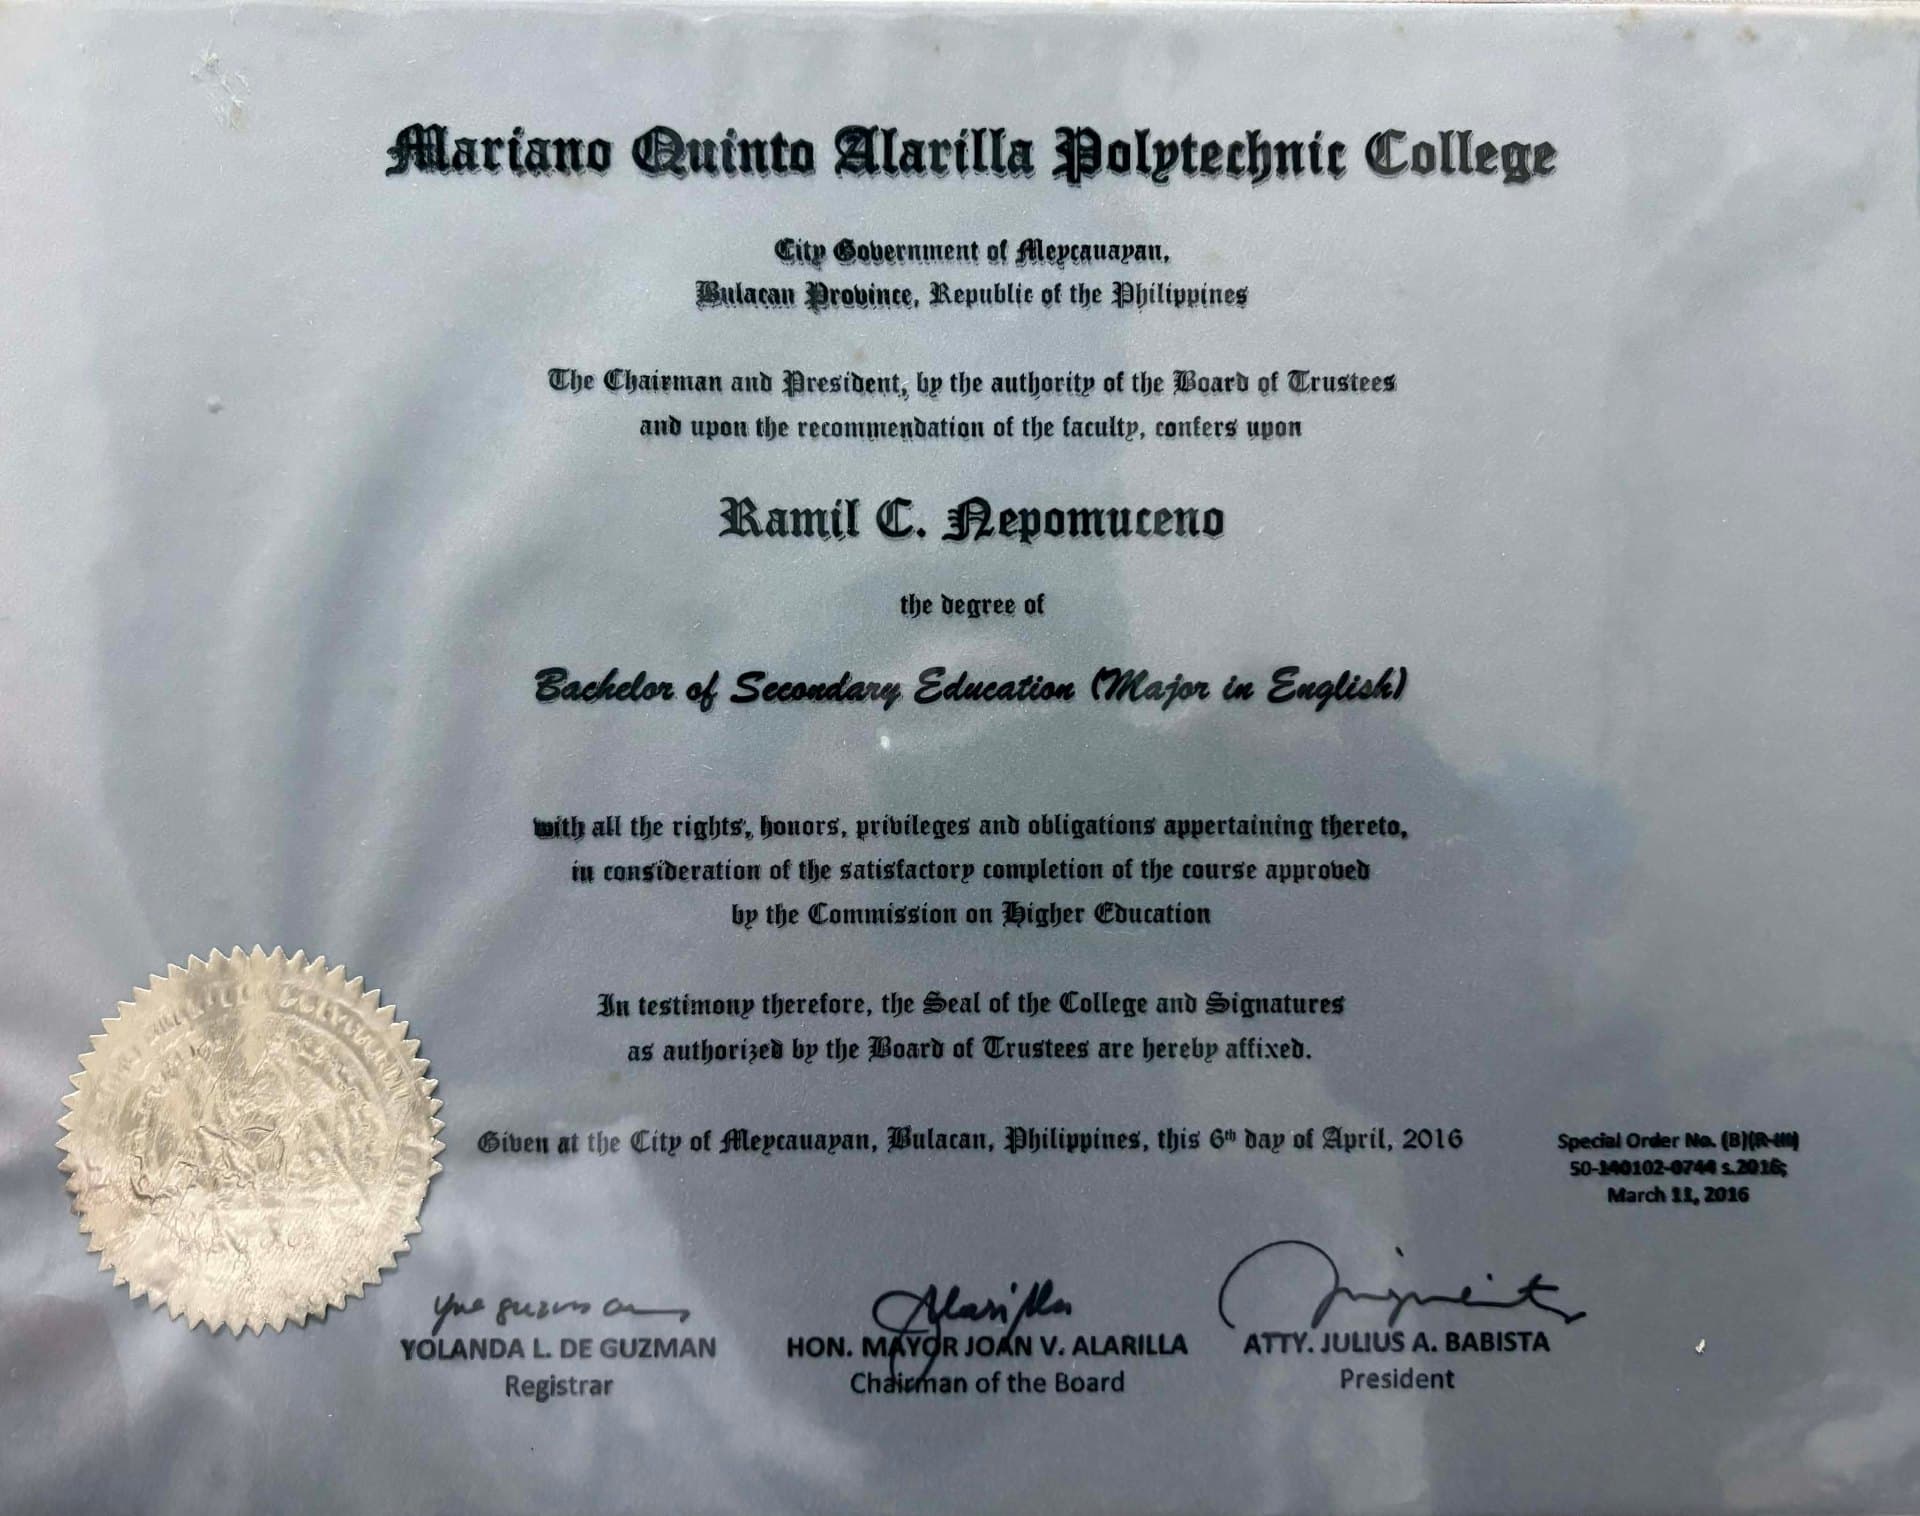 Mariano Quinto Alarilla Polytechnic College
City Government of Meycauayan,
Bulacan Province, Republic of the Philippines
The Chairman and President, by the authority of the Board of Trustees
and upon the recommendation of the faculty, confers upon
Ramil C. Nepomuceno
the degree of
Bachelor of Secondary Education (Major in English)
with all the rights, honors, privileges and obligations appertaining thereto,
in consideration of the satisfactory completion of the course approved
by the Commission on Higher Education
In testimony therefore, the Seal of the College and Signatures
as authorized by the Board of Trustees are hereby affixed.
Given at the City of Meycauayan, Bulacan, Philippines, this 6th day of April, 2016
Special Order No. (B)(R-III)
50-140102-0744 s.2016;
March 11, 2016
YOLANDA L. DE GUZMAN
Registrar
HON. MAYOR JOAN V. ALARILLA
Chairman of the Board
ATTY. JULIUS A. BABISTA
President